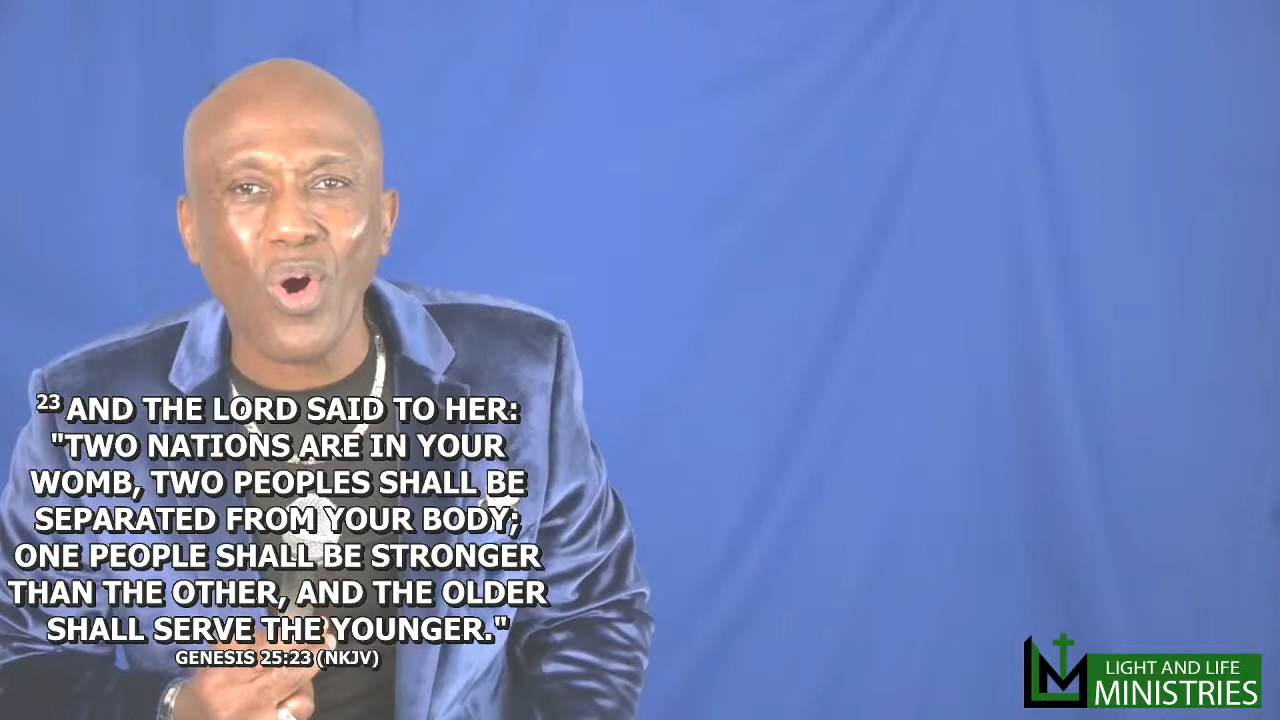 23 AND THE LORD SAID TO HER:
"TWO NATIONS ARE IN YOUR
WOMB, TWO PEOPLES SHALL BE
SEPARATED FROM YOUR BODY;
ONE PEOPLE SHALL BE STRONGER
THAN THE OTHER, AND THE OLDER
SHALL SERVE THE YOUNGER."
GENESIS 25:23 (NKJV)
LM LIGHT AND LIFE
MINISTRIES